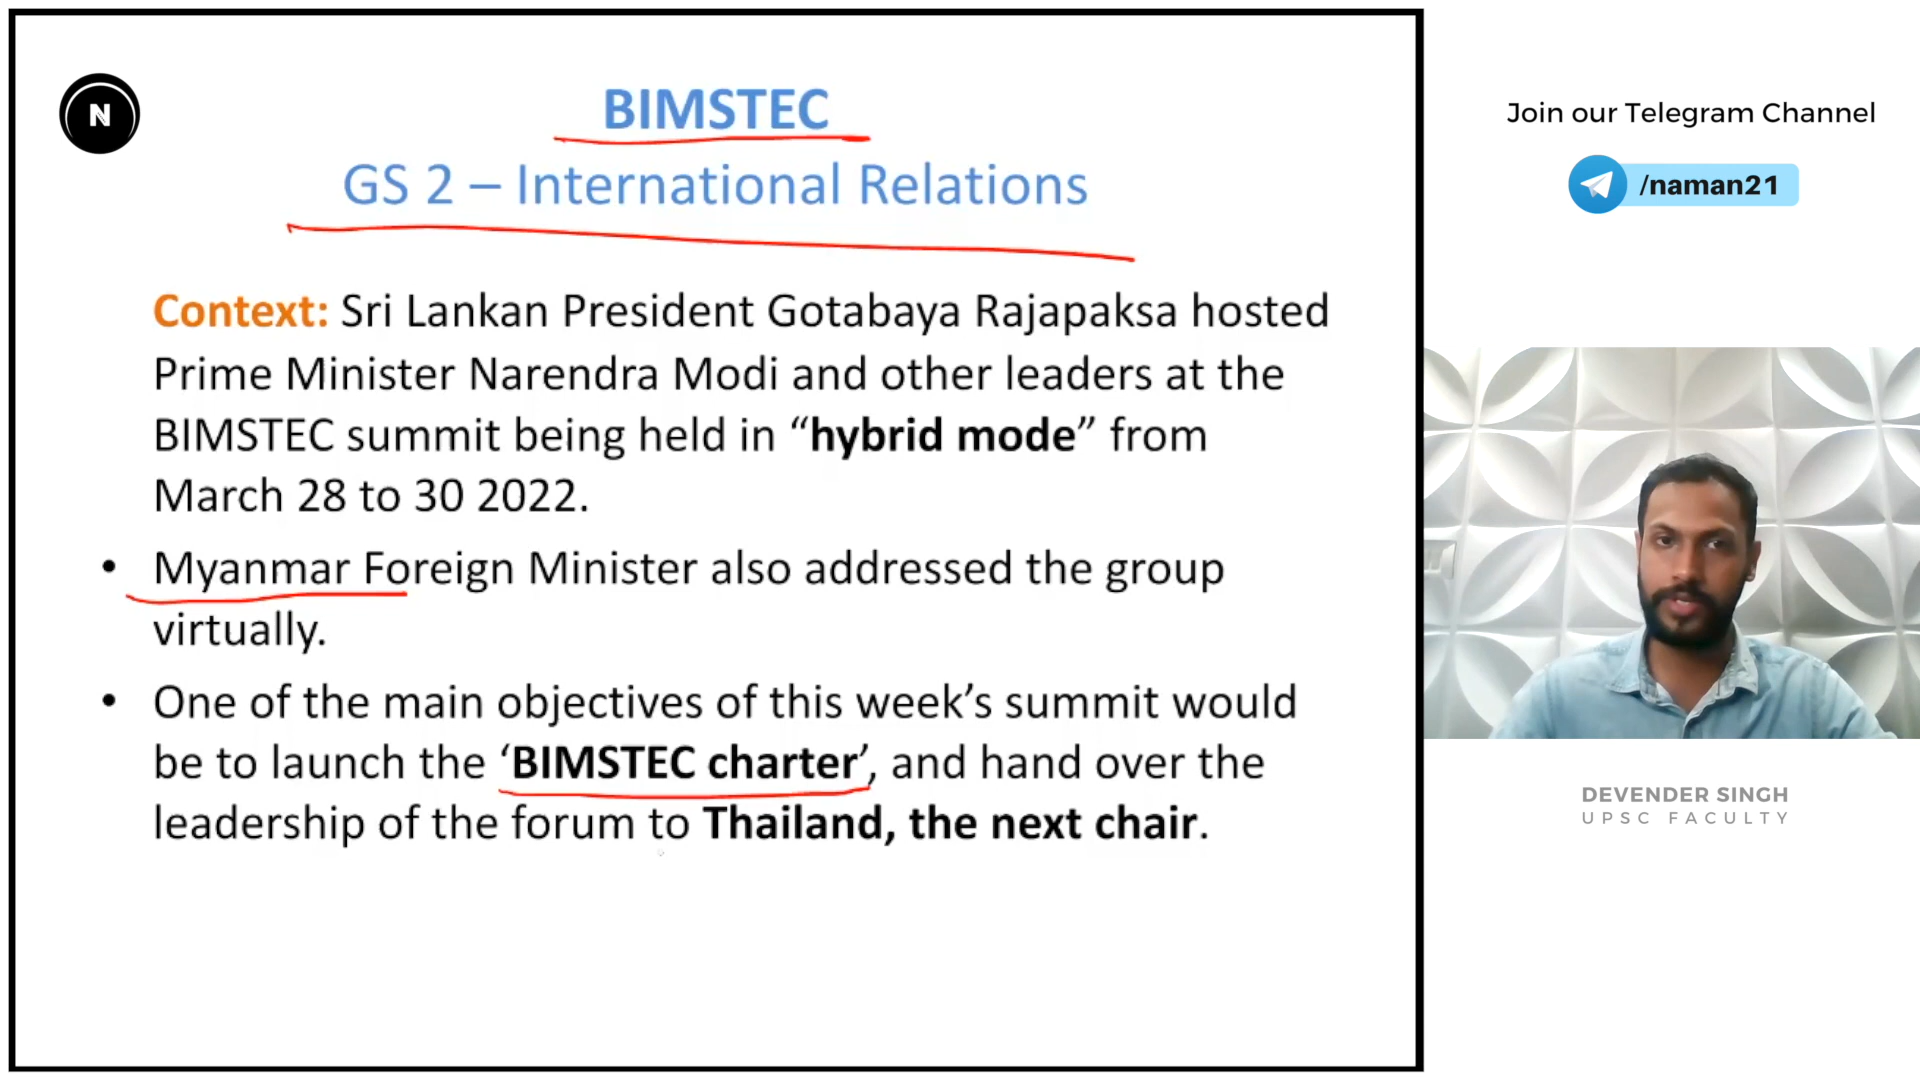 N
BIMSTEC
GS 2 – International Relations
Context: Sri Lankan President Gotabaya Rajapaksa hosted
Prime Minister Narendra Modi and other leaders at the
BIMSTEC summit being held in “hybrid mode” from
March 28 to 30 2022.
• Myanmar Foreign Minister also addressed the group
virtually.
• One of the main objectives of this week’s summit would
be to launch the ‘BIMSTEC charter’, and hand over the
leadership of the forum to Thailand, the next chair.
Join our Telegram Channel
/naman21
DEVENDER SINGH
UPSC FACULTY